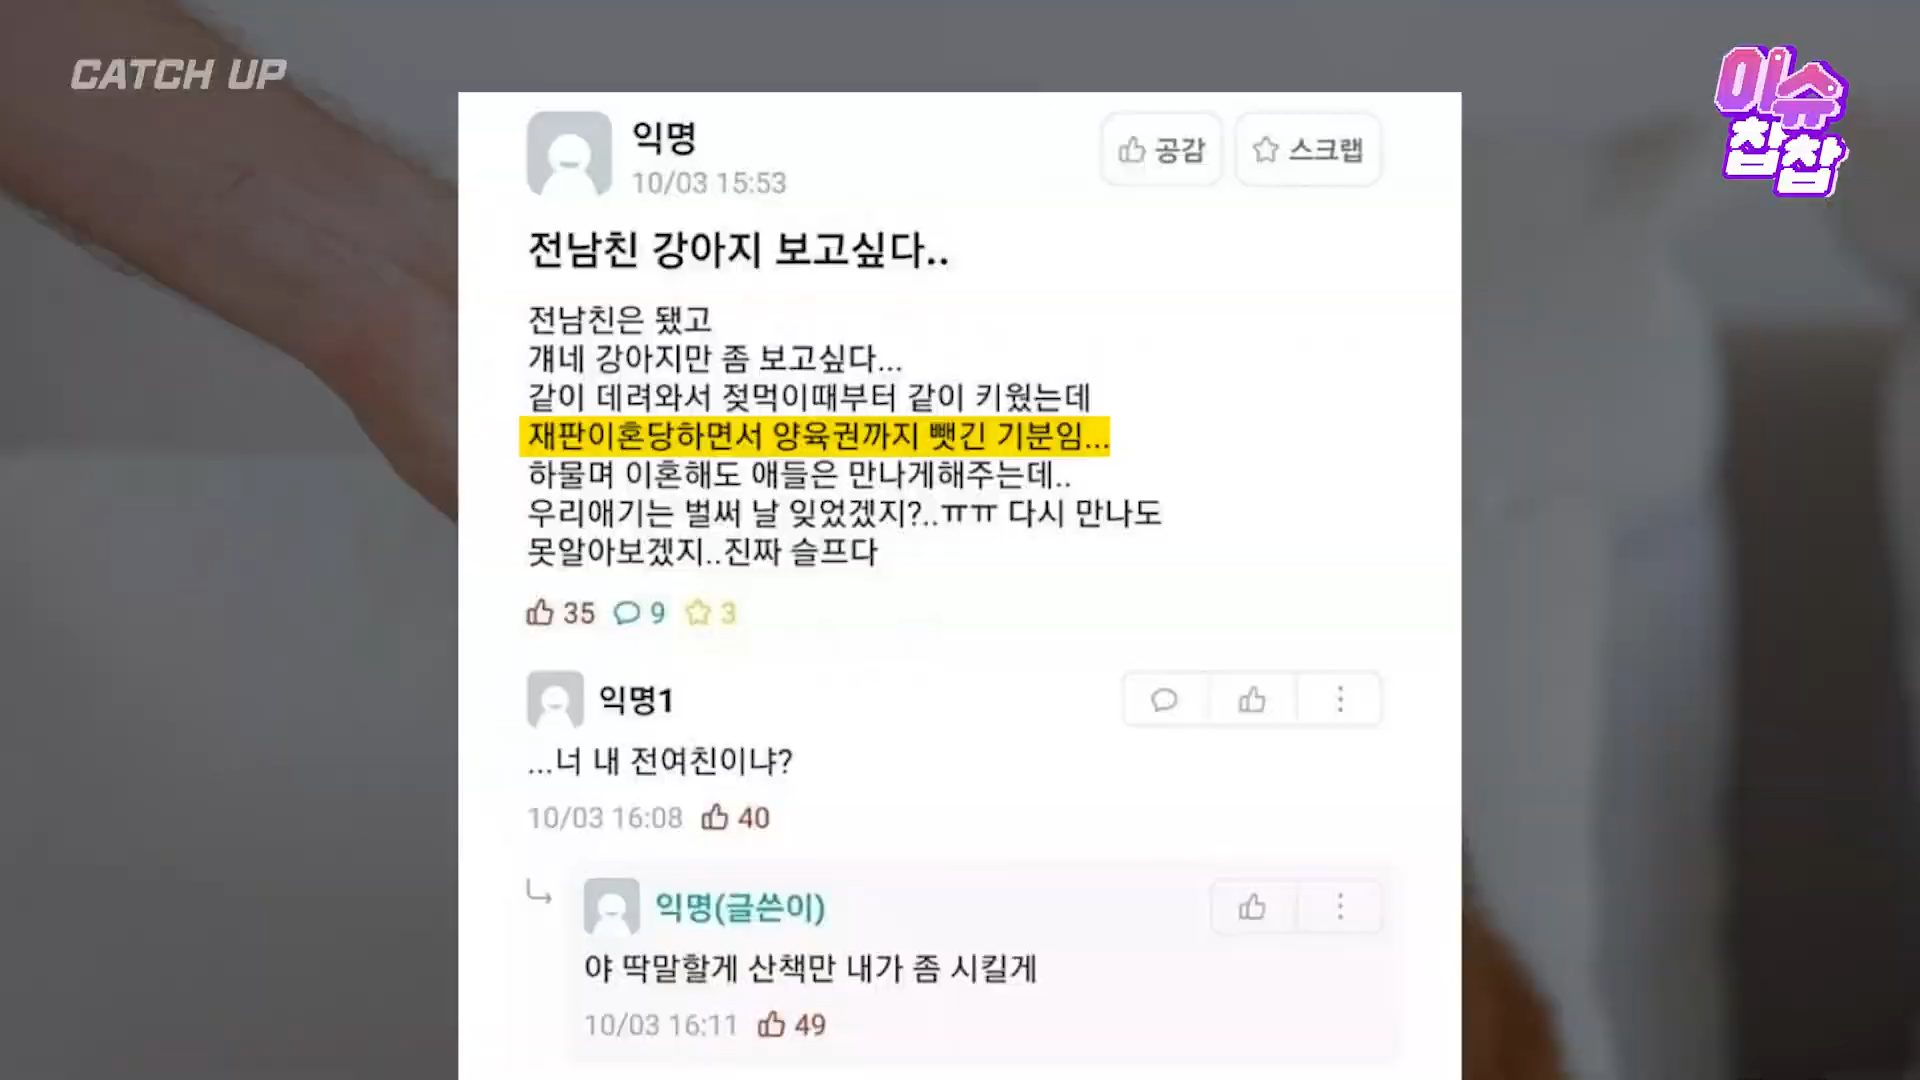 CATCH UP
이슈
참참
익명
10/03 15:53
공감
스크랩
전남친 강아지 보고싶다..
전남친은 됐고
걔네 강아지만 좀 보고싶다...
같이 데려와서 젖먹이때부터 같이 키웠는데
재판이혼당하면서 양육권까지 뺏긴 기분임...
하물며 이혼해도 애들은 만나게해주는데..
우리애기는 벌써 날 잊었겠지?..ㅠㅠ 다시 만나도
못알아보겠지..진짜 슬프다
35 9 3
익명1
...너 내 전여친이냐?
10/03 16:08 40
익명(글쓴이)
야 딱말할게 산책만 내가 좀 시킬게
10/03 16:11 49